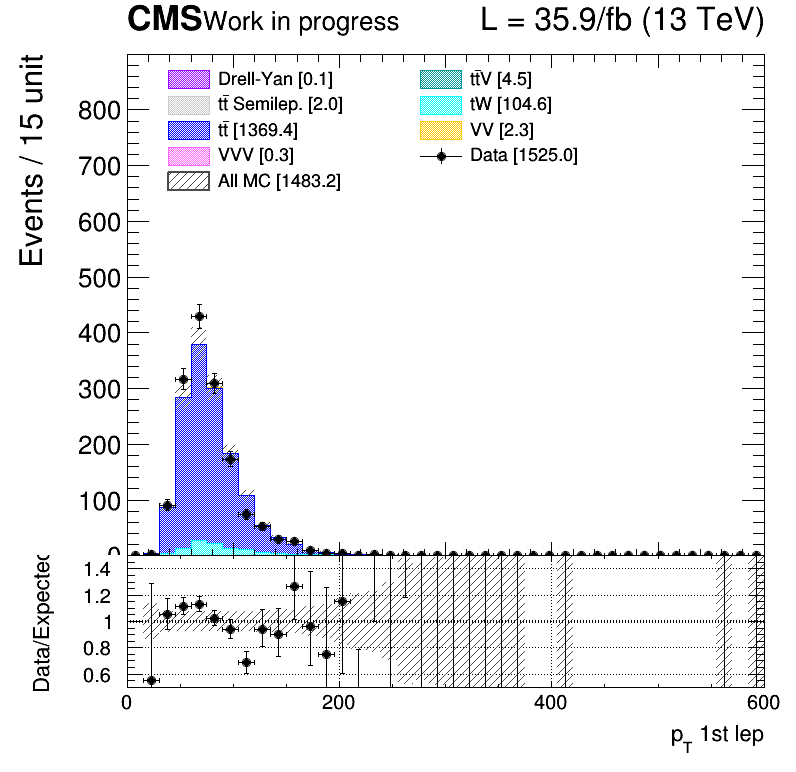 CMS Work in progress L = 35.9/fb (13 TeV)
Events / 15 unit
800
700
600
500
400
300
200
100
0
Drell-Yan [0.1]
tt̄ Semilep. [2.0]
tt̄ [1369.4]
VVV [0.3]
All MC [1483.2]
tt̄V [4.5]
tW [104.6]
VV [2.3]
Data [1525.0]
Data/Expected
1.4
1.2
1
0.8
0.6
0 200 400 600
p_T 1st lep